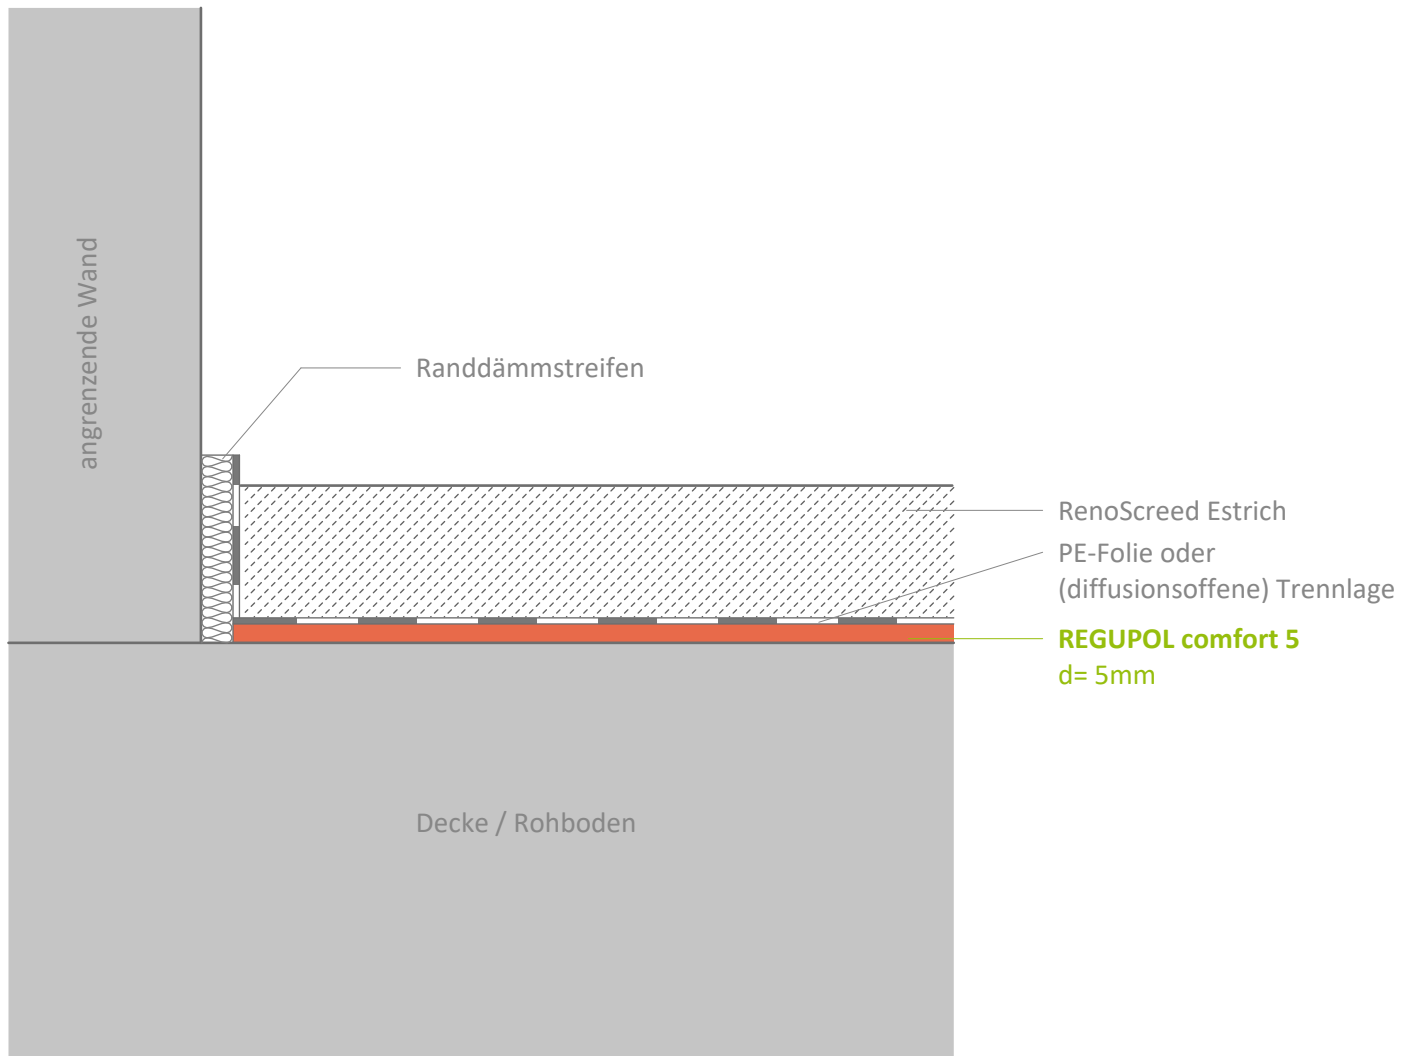 angrenzende Wand
Randdämmstreifen
RenoScreed Estrich
PE-Folie oder
(diffusionsoffene) Trennlage
REGUPOL comfort 5
d= 5mm
Decke / Rohboden